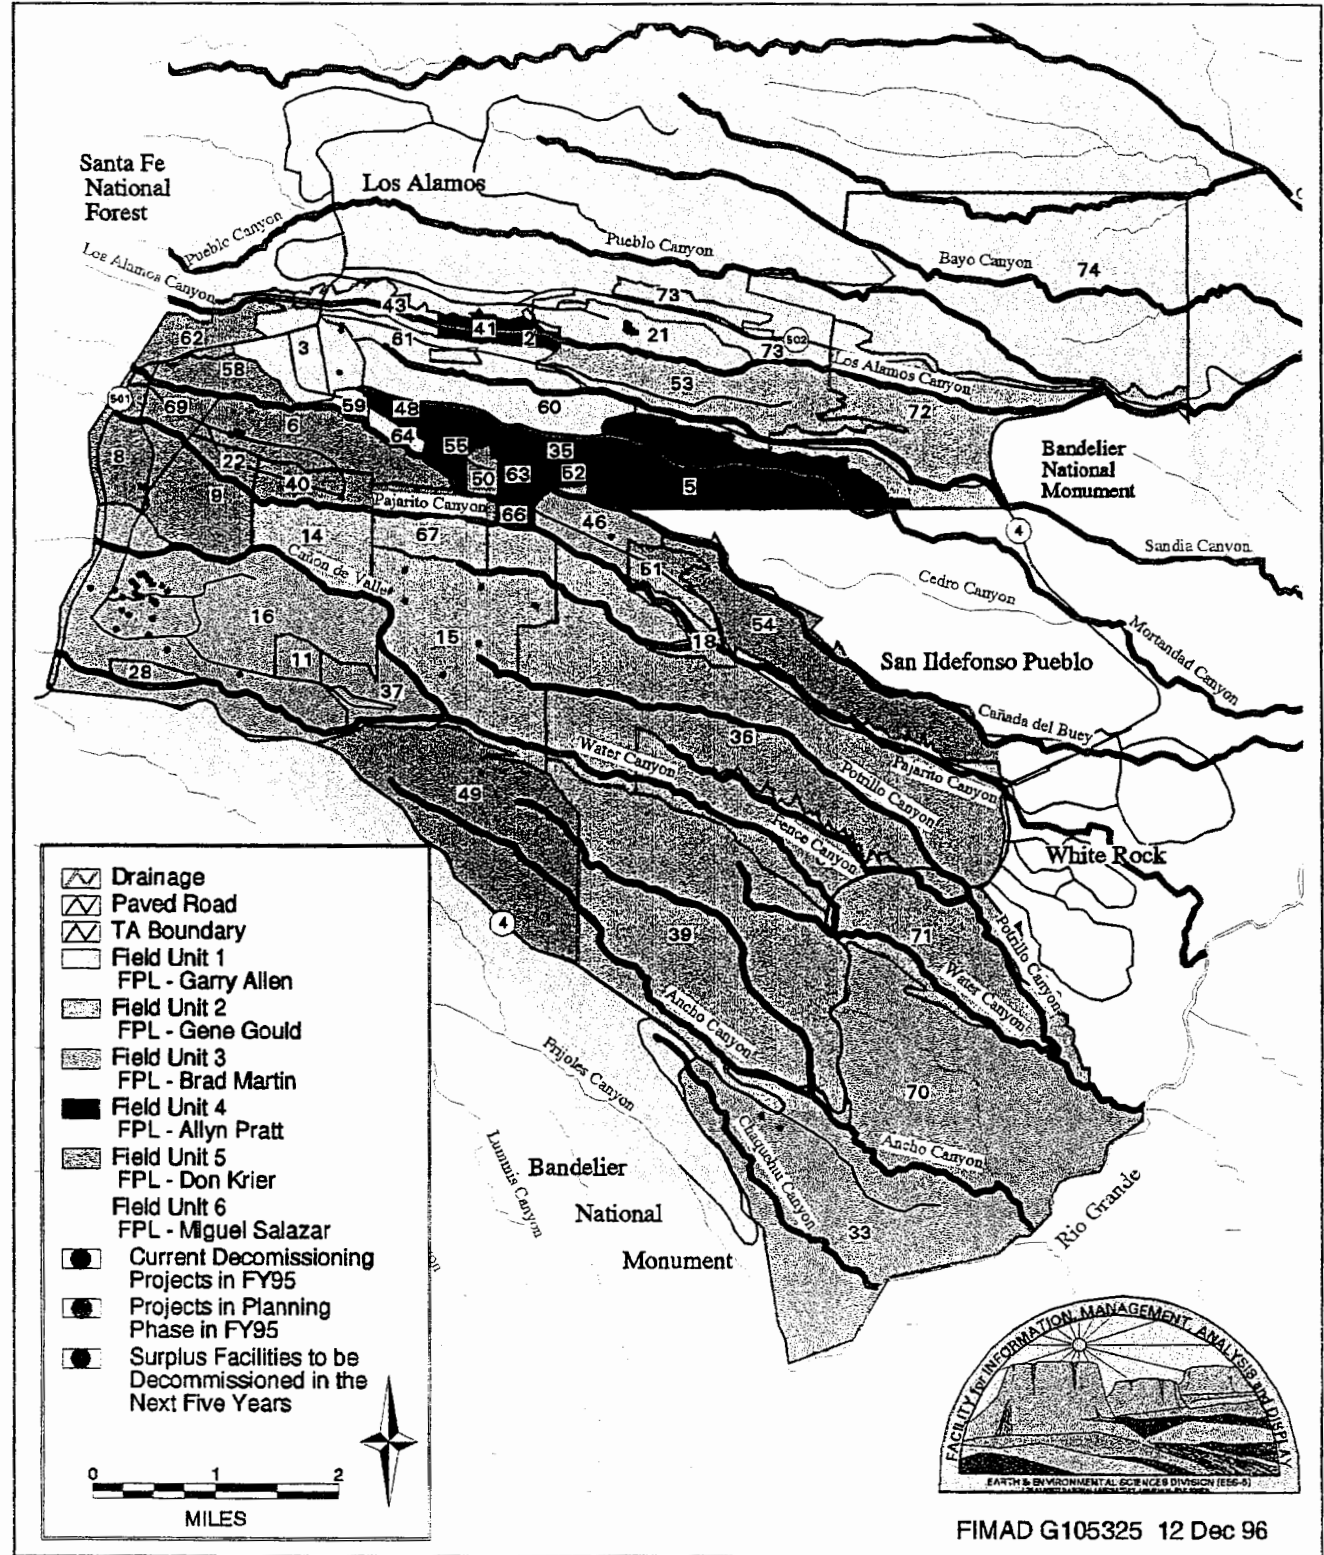 Santa Fe
National
Forest
Los Alamos
Pueblo Canyon
Los Alamos Canyon
Pueblo Canyon
Bayo Canyon
74
73
43
41
2
21
502
73
62
3
61
58
53
Los Alamos Canyon
72
501
69
59
48
60
6
64
Bandelier
National
Monument
8
55
35
22
50
63
52
5
9
40
Pajarito Canyon
66
46
14
67
4
Sandia Canyon
Cañon de Valle
51
Cedro Canyon
16
54
15
18
Mortandad Canyon
11
San Ildefonso Pueblo
28
37
Cañada del Buey
36
Water Canyon
Pajarito Canyon
Potrillo Canyon
49
Fence Canyon
White Rock
4
39
71
Potrillo Canyon
Water Canyon
Ancho Canyon
Frijoles Canyon
70
Chaquehui Canyon
Ancho Canyon
Lummis Canyon
Bandelier
National
Monument
33
Rio Grande
Drainage
Paved Road
TA Boundary
Field Unit 1
FPL - Garry Allen
Field Unit 2
FPL - Gene Gould
Field Unit 3
FPL - Brad Martin
Field Unit 4
FPL - Allyn Pratt
Field Unit 5
FPL - Don Krier
Field Unit 6
FPL - Miguel Salazar
Current Decomissioning
Projects in FY95
Projects in Planning
Phase in FY95
Surplus Facilities to be
Decommissioned in the
Next Five Years
0 1 2
MILES
FACILITY for INFORMATION, MANAGEMENT, ANALYSIS and DISPLAY
EARTH & ENVIRONMENTAL SCIENCES DIVISION (EES-5)
FIMAD G105325 12 Dec 96